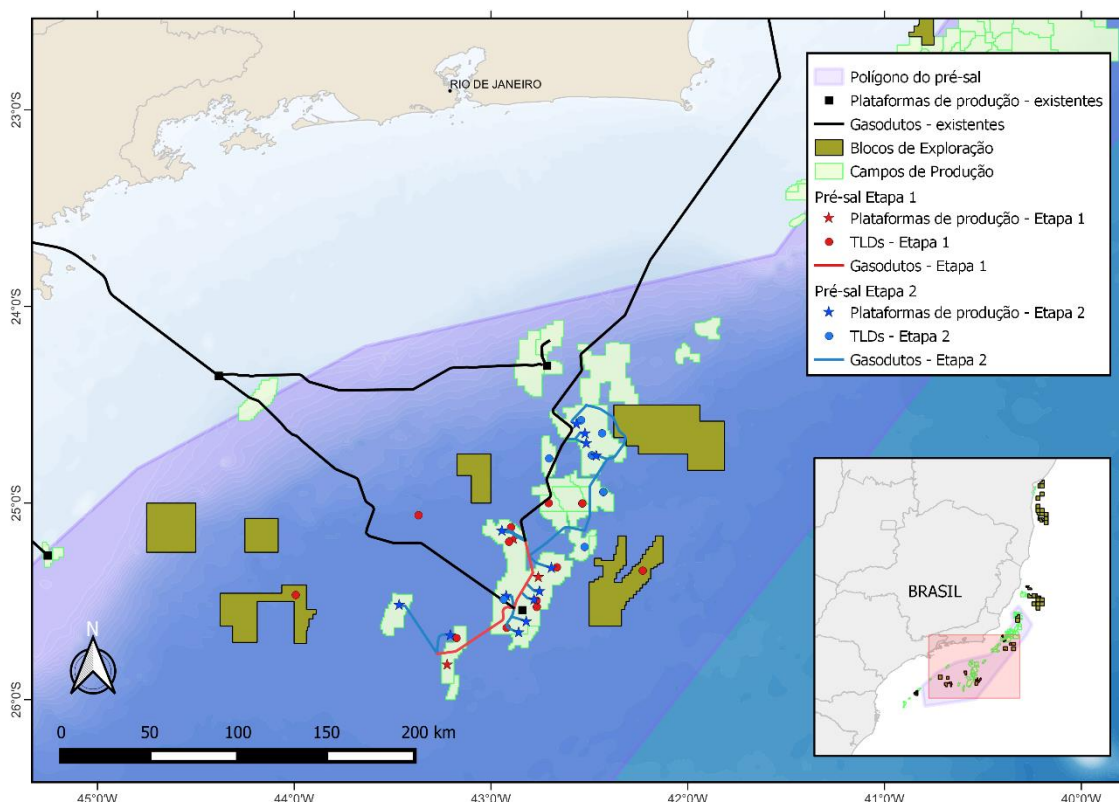 RIO DE JANEIRO
23°0'S
24°0'S
25°0'S
26°0'S
45°0'W
44°0'W
43°0'W
42°0'W
41°0'W
40°0'W
Polígono do pré-sal
Plataformas de produção - existentes
Gasodutos - existentes
Blocos de Exploração
Campos de Produção
Pré-sal Etapa 1
Plataformas de produção - Etapa 1
TLDs - Etapa 1
Gasodutos - Etapa 1
Pré-sal Etapa 2
Plataformas de produção - Etapa 2
TLDs - Etapa 2
Gasodutos - Etapa 2
BRASIL
N
0 50 100 150 200 km